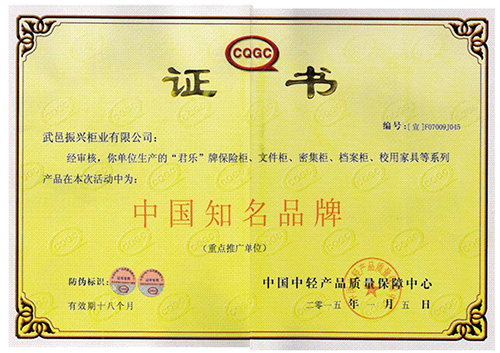 CQGC
证 书
编号:[宣]F07009J045
武邑振兴柜业有限公司:
经审核,你单位生产的“君乐”牌保险柜、文件柜、密集柜、档案柜、校用家具等系列
产品在本次活动中为:
中国知名品牌
(重点推广单位)
防伪标识:
有效期十八个月
中国中轻产品质量保障中心
二零一五年一月五日